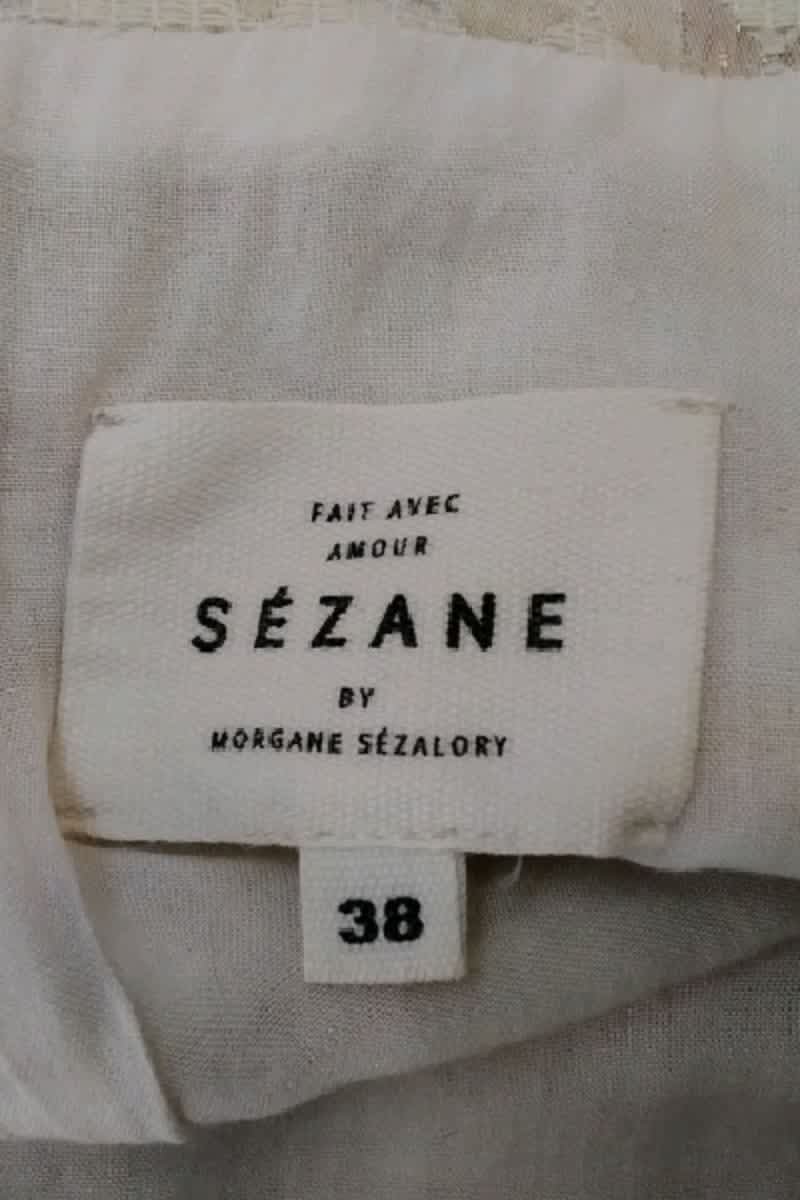 FAIT AVEC
AMOUR
SÉZANE
BY
MORGANE SÉZALORY
38